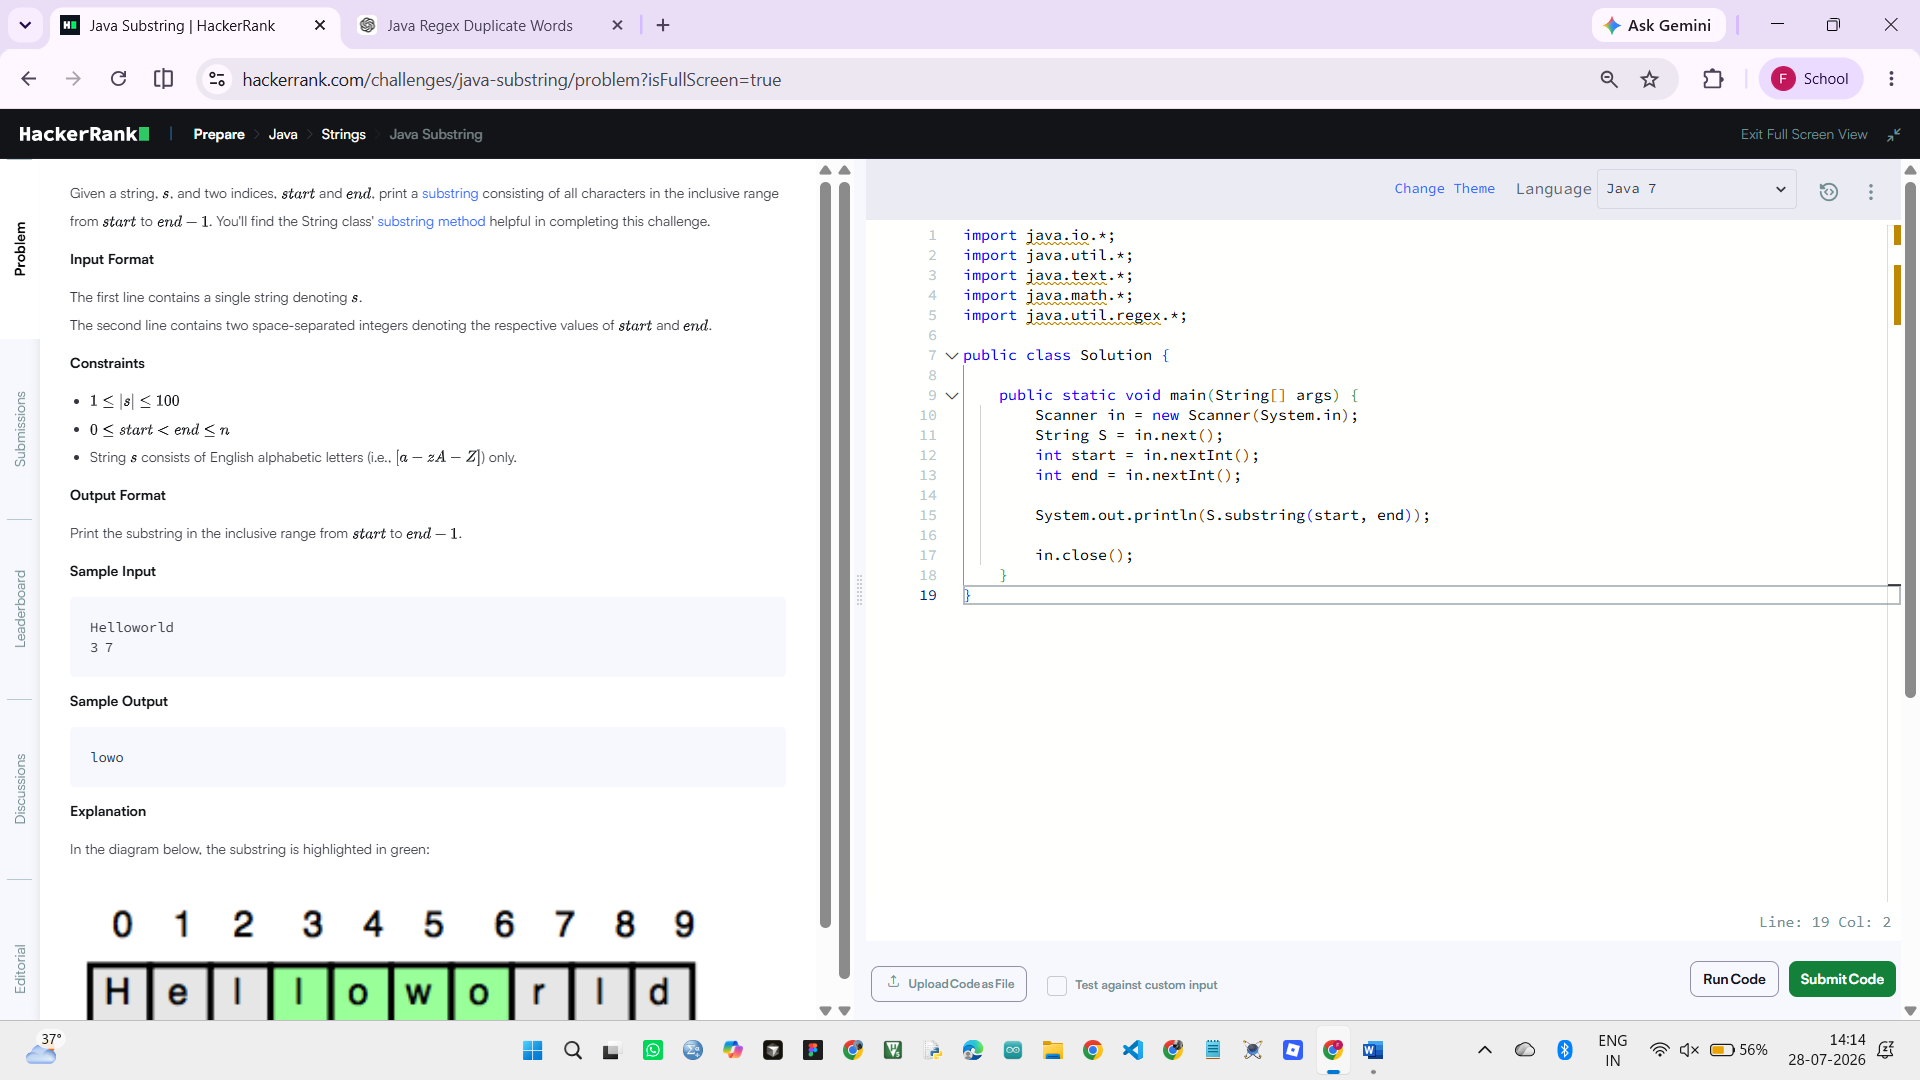 Java Substring | HackerRank
Java Regex Duplicate Words
Ask Gemini
hackerrank.com/challenges/java-substring/problem?isFullScreen=true
F School
HackerRank
Prepare
Java
Strings
Java Substring
Exit Full Screen View
Problem
Submissions
Leaderboard
Discussions
Editorial
Given a string, s, and two indices, start and end, print a substring consisting of all characters in the inclusive range
from start to end − 1. You'll find the String class' substring method helpful in completing this challenge.
Input Format
The first line contains a single string denoting s.
The second line contains two space-separated integers denoting the respective values of start and end.
Constraints
• 1 ≤ |s| ≤ 100
• 0 ≤ start < end ≤ n
• String s consists of English alphabetic letters (i.e., [a − zA − Z]) only.
Output Format
Print the substring in the inclusive range from start to end − 1.
Sample Input
Helloworld
3 7
Sample Output
lowo
Explanation
In the diagram below, the substring is highlighted in green:
0 1 2 3 4 5 6 7 8 9
H e l l o w o r l d
Change Theme
Language
Java 7
1 import java.io.*;
2 import java.util.*;
3 import java.text.*;
4 import java.math.*;
5 import java.util.regex.*;
6
7 public class Solution {
8
9 public static void main(String[] args) {
10 Scanner in = new Scanner(System.in);
11 String S = in.next();
12 int start = in.nextInt();
13 int end = in.nextInt();
14
15 System.out.println(S.substring(start, end));
16
17 in.close();
18 }
19 }
Line: 19 Col: 2
Upload Code as File
Test against custom input
Run Code
Submit Code
37°
ENG
IN
56%
14:14
28-07-2026